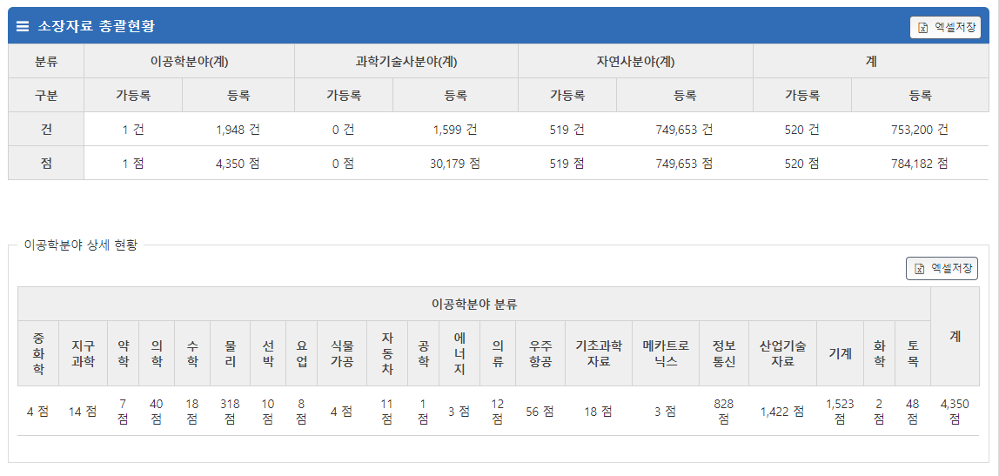 소장자료 총괄현황
엑셀저장
분류 이공학분야(계) 과학기술사분야(계) 자연사분야(계) 계
구분 가등록 등록 가등록 등록 가등록 등록 가등록 등록
건 1 건 1,948 건 0 건 1,599 건 519 건 749,653 건 520 건 753,200 건
점 1 점 4,350 점 0 점 30,179 점 519 점 749,653 점 520 점 784,182 점
이공학분야 상세 현황
엑셀저장
이공학분야 분류 계
중화학 지구과학 약학 의학 수학 물리 선박 요업 식물가공 자동차 공학 에너지 의류 우주항공 기초과학자료 메카트로닉스 정보통신 산업기술자료 기계 화학 토목
4 점 14 점 7 점 40 점 18 점 318 점 10 점 8 점 4 점 11 점 1 점 3 점 12 점 56 점 18 점 3 점 828 점 1,422 점 1,523 점 2 점 48 점 4,350 점